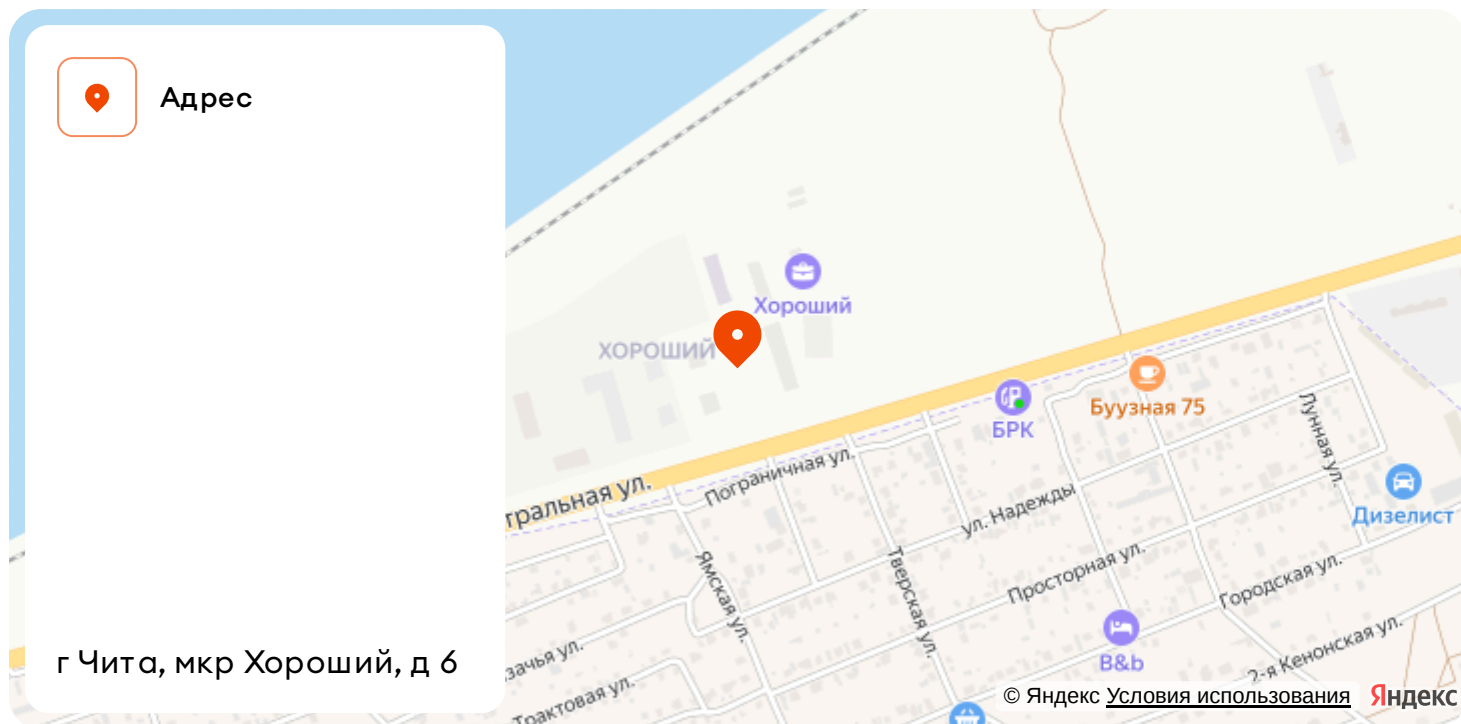 Адрес
г Чита, мкр Хороший, д 6
Хороший
ХОРОШИЙ
БРК
Буузная 75
Лунная ул.
Дизелист
тральная ул.
Пограничная ул.
ул. Надежды
Ямская ул.
Тверская ул.
Просторная ул.
Городская ул.
B&b
2-я Кенонская ул.
зачья ул.
Трактовая ул.
© Яндекс Условия использования
Яндекс